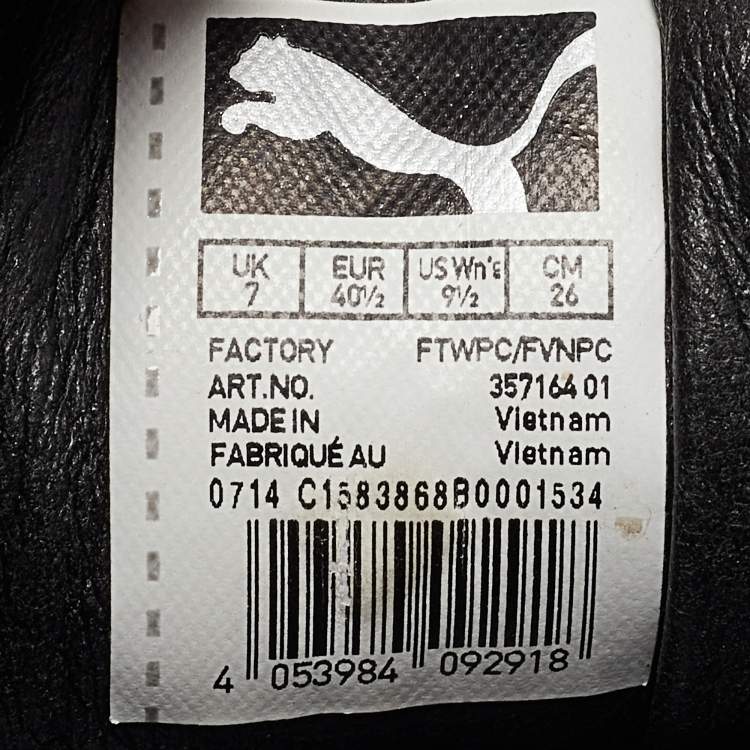 UK EUR US Wn's CM
7 40½ 9½ 26
FACTORY FTWPC/FVNPC
ART.NO. 357164 01
MADE IN Vietnam
FABRIQUÉ AU Vietnam
0714 C1583868B0001534
4 053984 092918